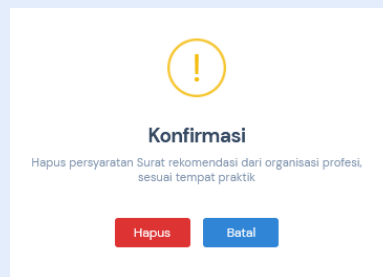 Konfirmasi
Hapus persyaratan Surat rekomendasi dari organisasi profesi,
sesuai tempat praktik
Hapus Batal